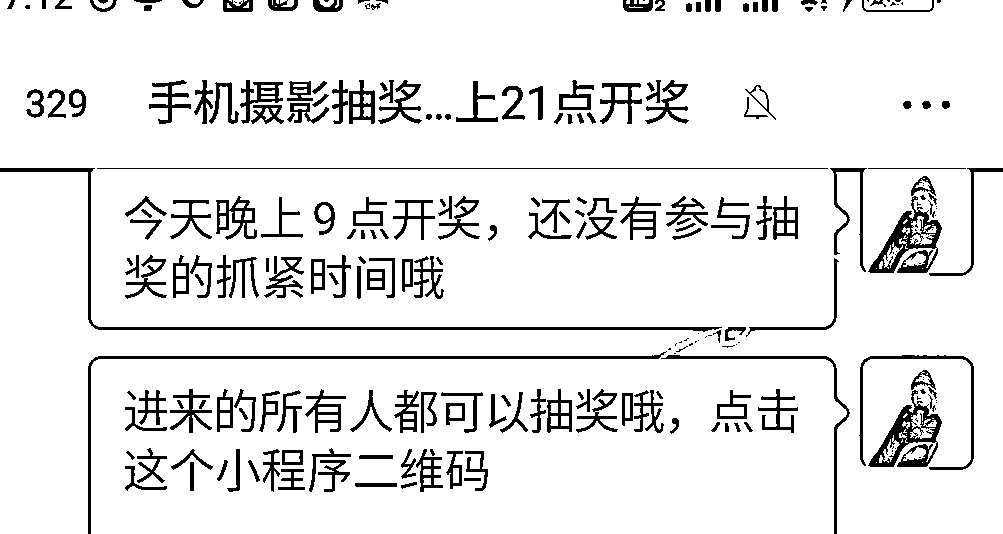 329 手机摄影抽奖...上21点开奖
今天晚上9点开奖，还没有参与抽
奖的抓紧时间哦
进来的所有人都可以抽奖哦，点击
这个小程序二维码